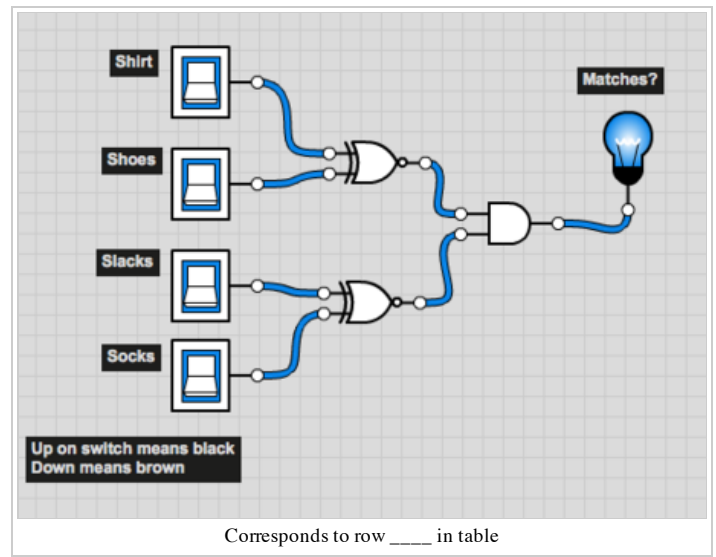 Shirt
Matches?
Shoes
Slacks
Socks
Up on switch means black
Down means brown
Corresponds to row ____ in table